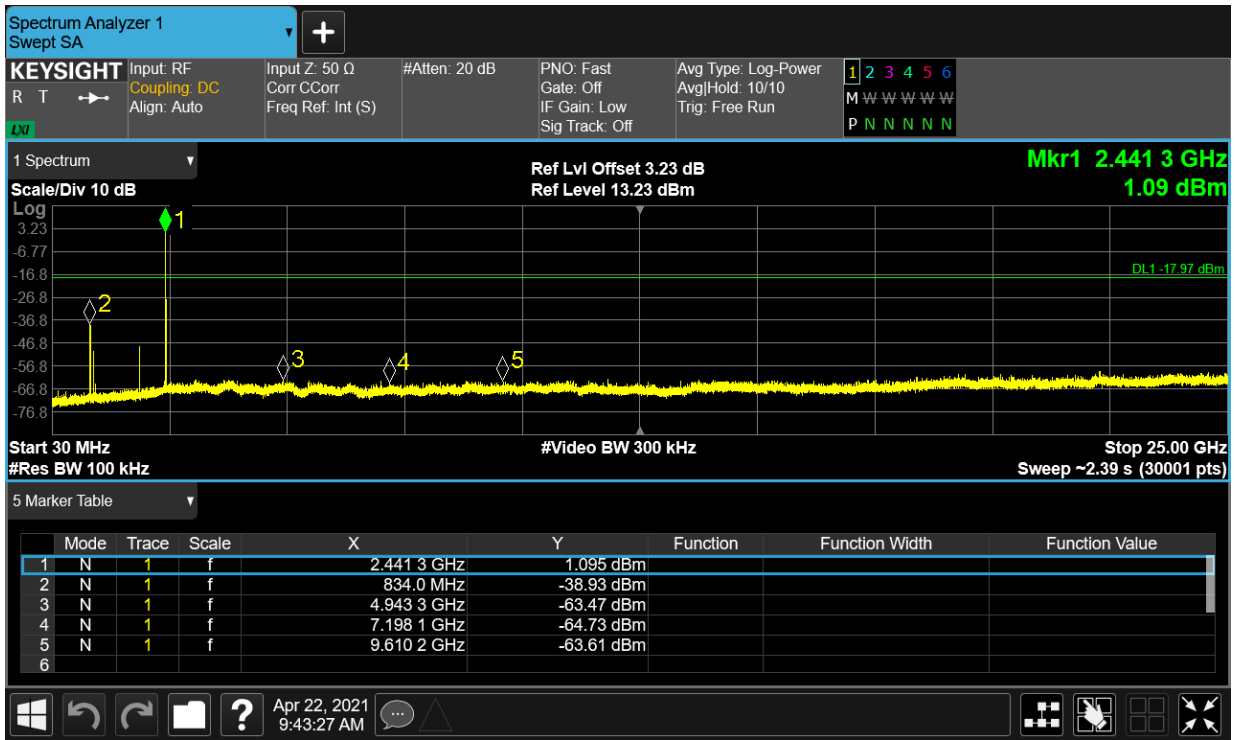 Spectrum Analyzer 1
Swept SA
KEYSIGHT
R T
LXI
Input: RF
Coupling: DC
Align: Auto
Input Z: 50 Ω
Corr CCorr
Freq Ref: Int (S)
#Atten: 20 dB
PNO: Fast
Gate: Off
IF Gain: Low
Sig Track: Off
Avg Type: Log-Power
Avg|Hold: 10/10
Trig: Free Run
1 2 3 4 5 6
M W W W W W
P N N N N N
1 Spectrum
Scale/Div 10 dB
Ref Lvl Offset 3.23 dB
Ref Level 13.23 dBm
Mkr1 2.441 3 GHz
1.09 dBm
Log
3.23
-6.77
-16.8
-26.8
-36.8
-46.8
-56.8
-66.8
-76.8
1
2
3
4
5
DL1 -17.97 dBm
Start 30 MHz
#Res BW 100 kHz
#Video BW 300 kHz
Stop 25.00 GHz
Sweep ~2.39 s (30001 pts)
5 Marker Table
Mode Trace Scale X Y Function Function Width Function Value
1 N 1 f 2.441 3 GHz 1.095 dBm
2 N 1 f 834.0 MHz -38.93 dBm
3 N 1 f 4.943 3 GHz -63.47 dBm
4 N 1 f 7.198 1 GHz -64.73 dBm
5 N 1 f 9.610 2 GHz -63.61 dBm
6
?
Apr 22, 2021
9:43:27 AM